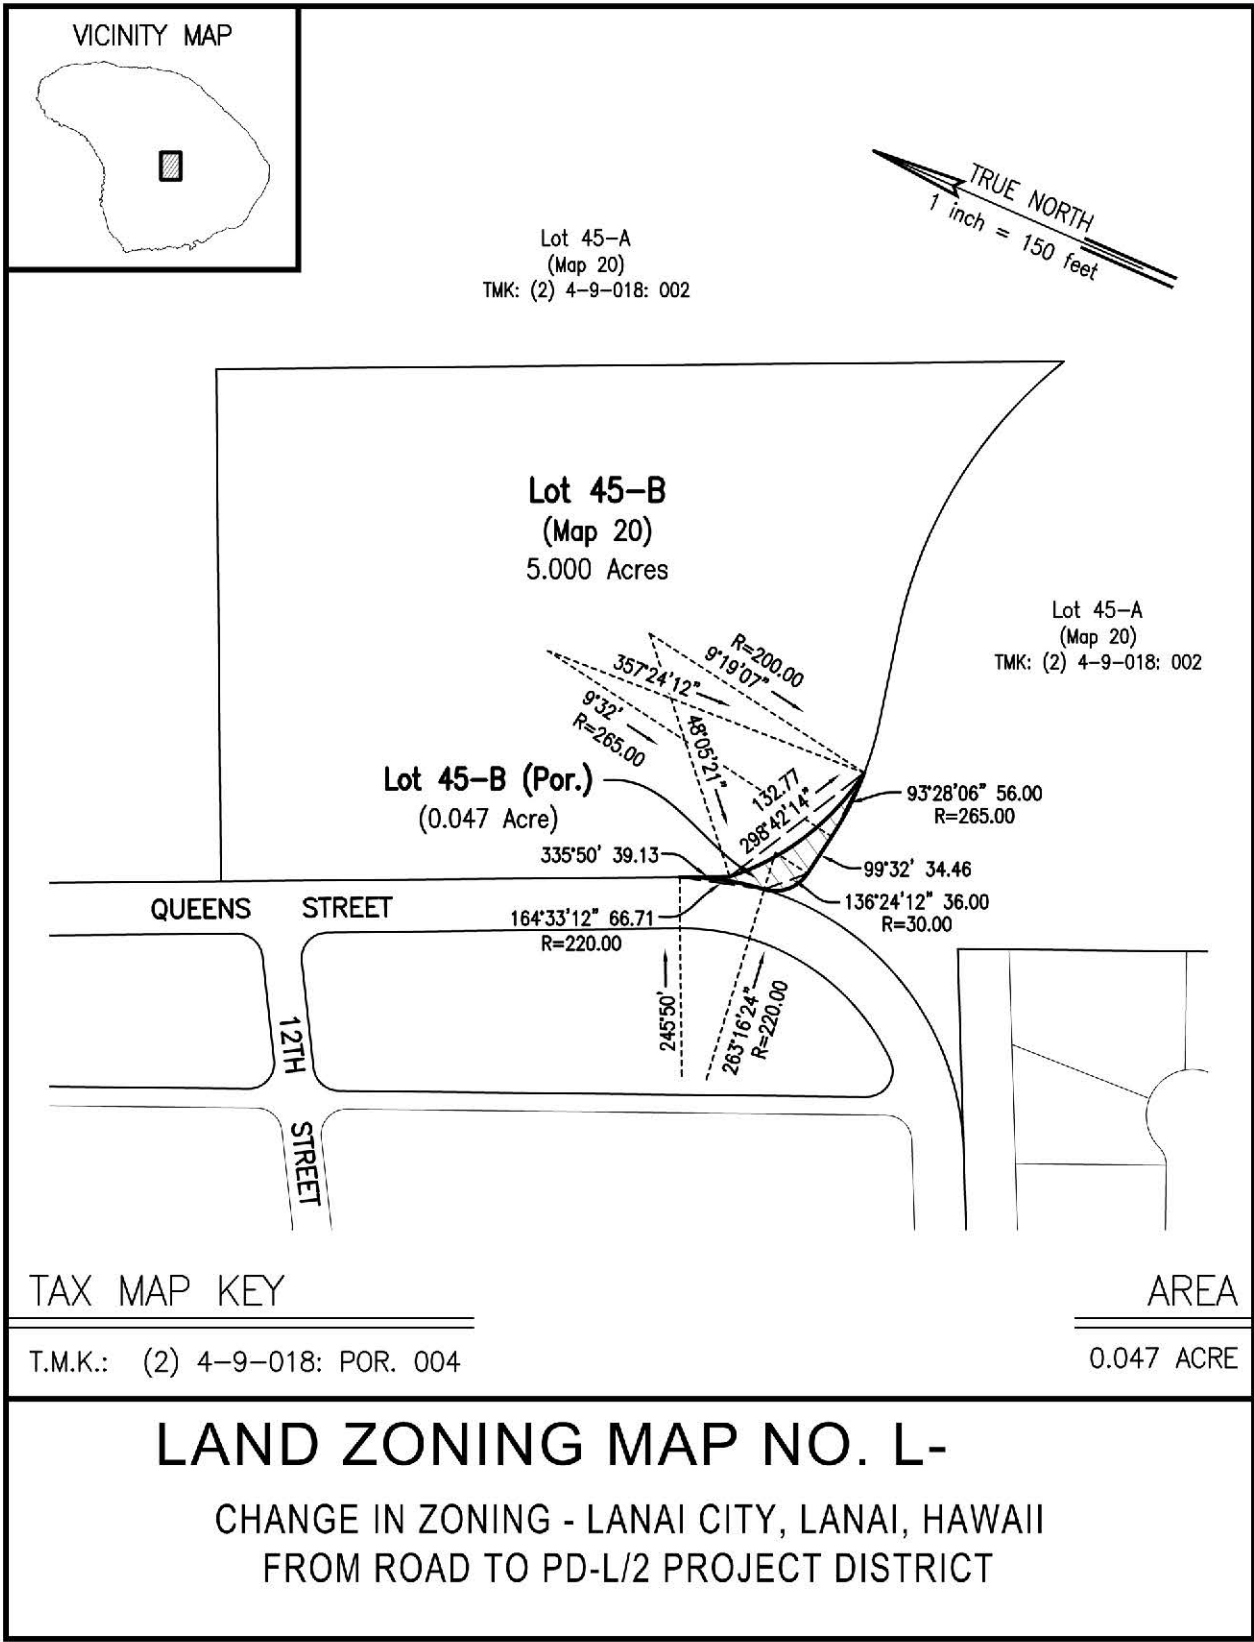 VICINITY MAP
TRUE NORTH
1 inch = 150 feet
Lot 45-A
(Map 20)
TMK: (2) 4-9-018: 002
Lot 45-B
(Map 20)
5.000 Acres
Lot 45-A
(Map 20)
TMK: (2) 4-9-018: 002
R=200.00
9°19'07"
357°24'12"
9°32'
R=265.00
48°05'21"
132.77
298°42'14"
Lot 45-B (Por.)
(0.047 Acre)
93°28'06" 56.00
R=265.00
335°50' 39.13
99°32' 34.46
136°24'12" 36.00
R=30.00
QUEENS STREET
164°33'12" 66.71
R=220.00
245°50'
263°16'24"
R=220.00
12TH STREET
TAX MAP KEY
AREA
T.M.K.: (2) 4-9-018: POR. 004
0.047 ACRE
LAND ZONING MAP NO. L-
CHANGE IN ZONING - LANAI CITY, LANAI, HAWAII
FROM ROAD TO PD-L/2 PROJECT DISTRICT